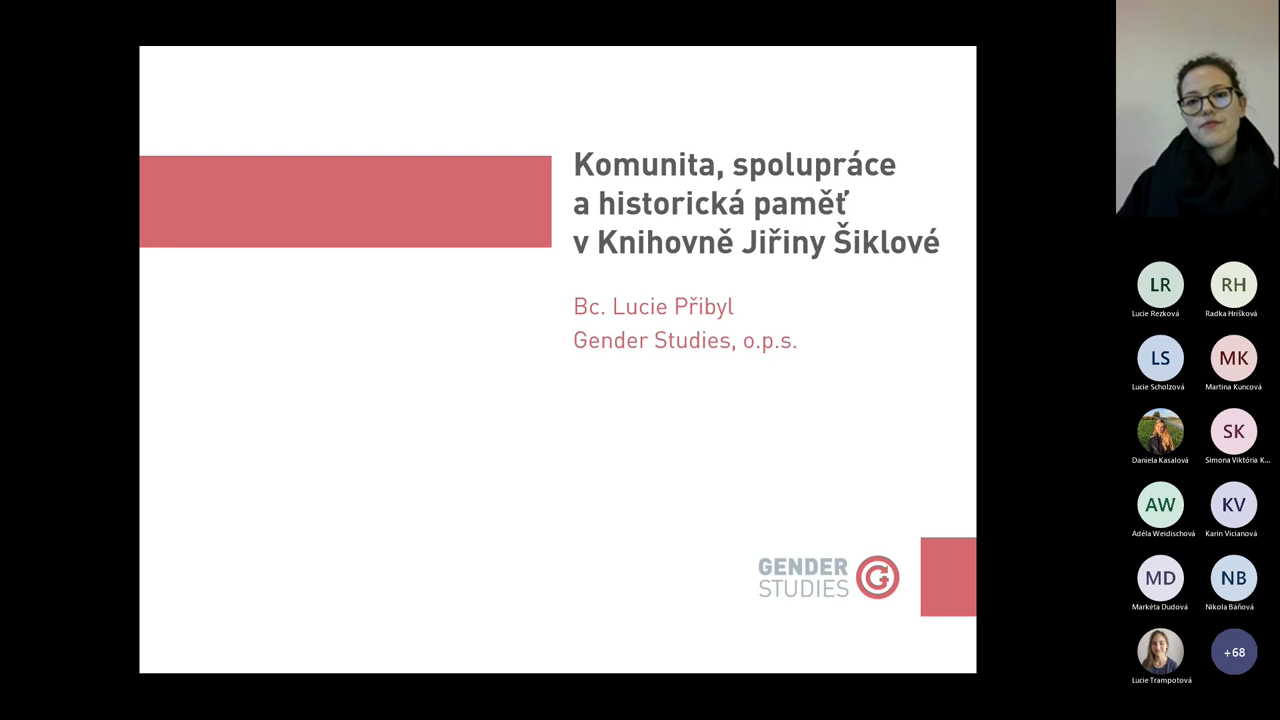 Komunita, spolupráce
a historická paměť
v Knihovně Jiřiny Šiklové
Bc. Lucie Přibyl
Gender Studies, o.p.s.
GENDER
STUDIES
LR
Lucie Rezková
RH
Radka Hrišková
LS
Lucie Scholzová
MK
Martina Kuncová
Daniela Kasalová
SK
Simona Viktória K...
AW
Adéla Weidischová
KV
Karin Vicianová
MD
Markéta Dudová
NB
Nikola Báňová
Lucie Trampotová
+68